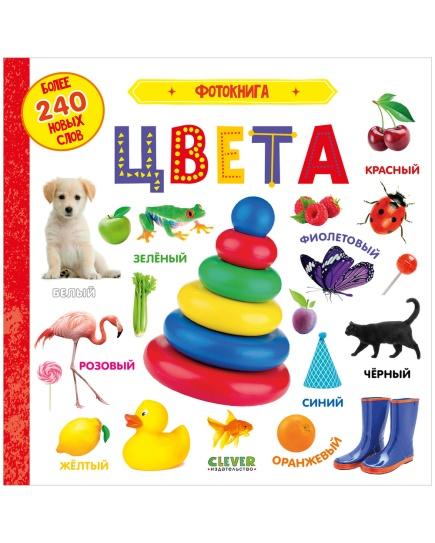 БОЛЕЕ
240
НОВЫХ
СЛОВ
ФОТОКНИГА
ЦВЕТА
КРАСНЫЙ
ФИОЛЕТОВЫЙ
ЗЕЛЁНЫЙ
БЕЛЫЙ
РОЗОВЫЙ
ЧЁРНЫЙ
СИНИЙ
ЖЁЛТЫЙ
ОРАНЖЕВЫЙ
CLEVER
ИЗДАТЕЛЬСТВО